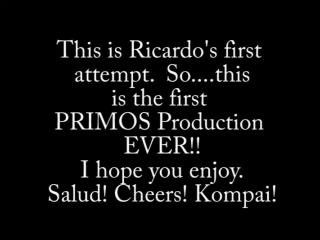 This is Ricardo's first
attempt.  So....this
is the first
PRIMOS Production
EVER!!
I hope you enjoy.
Salud! Cheers! Kompai!